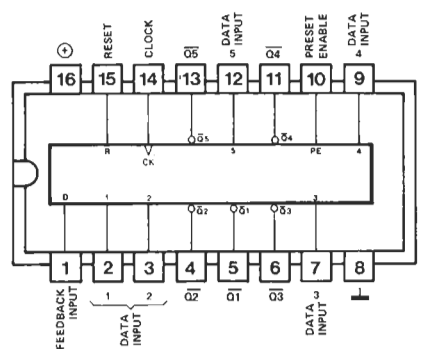 ⊕
RESET
CLOCK
Q5
DATA INPUT 5
Q4
PRESET ENABLE
DATA INPUT 4
16 15 14 13 12 11 10 9
R CK Q5 5 Q4 PE 4
D 1 2 Q2 Q1 Q3 3
1 2 3 4 5 6 7 8
FEEDBACK INPUT
1 2
DATA INPUT
Q2
Q1
Q3
3
DATA INPUT